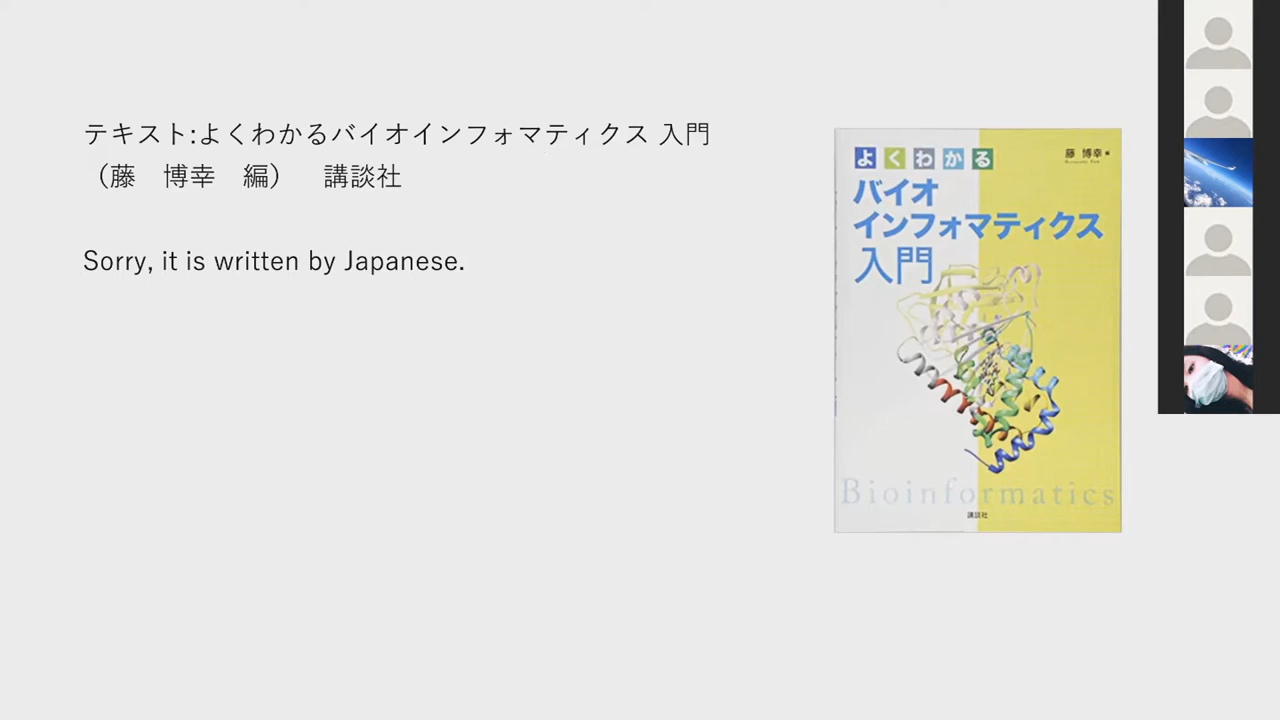 テキスト:よくわかるバイオインフォマティクス 入門
（藤　博幸　編）　講談社
Sorry, it is written by Japanese.
よくわかる
藤 博幸 編
バイオ
インフォマティクス
入門
Bioinformatics
講談社